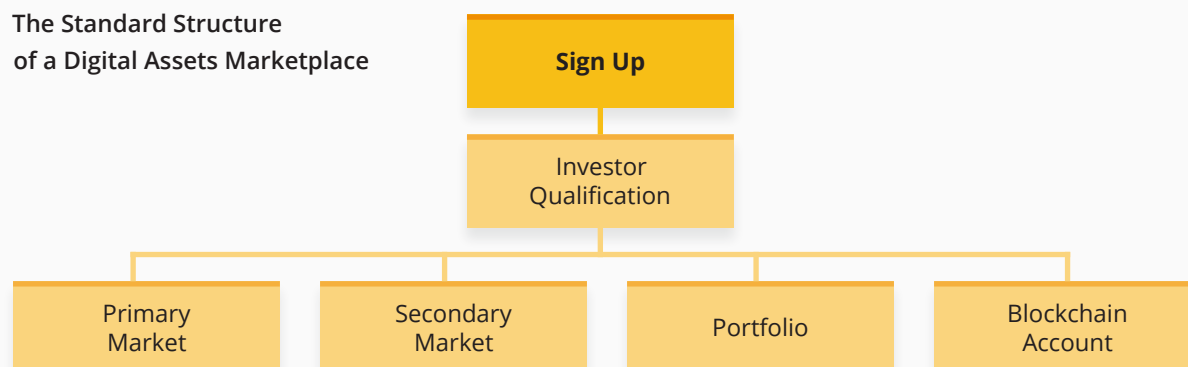 The Standard Structure
of a Digital Assets Marketplace
Sign Up
Investor
Qualification
Primary
Market
Secondary
Market
Portfolio
Blockchain
Account